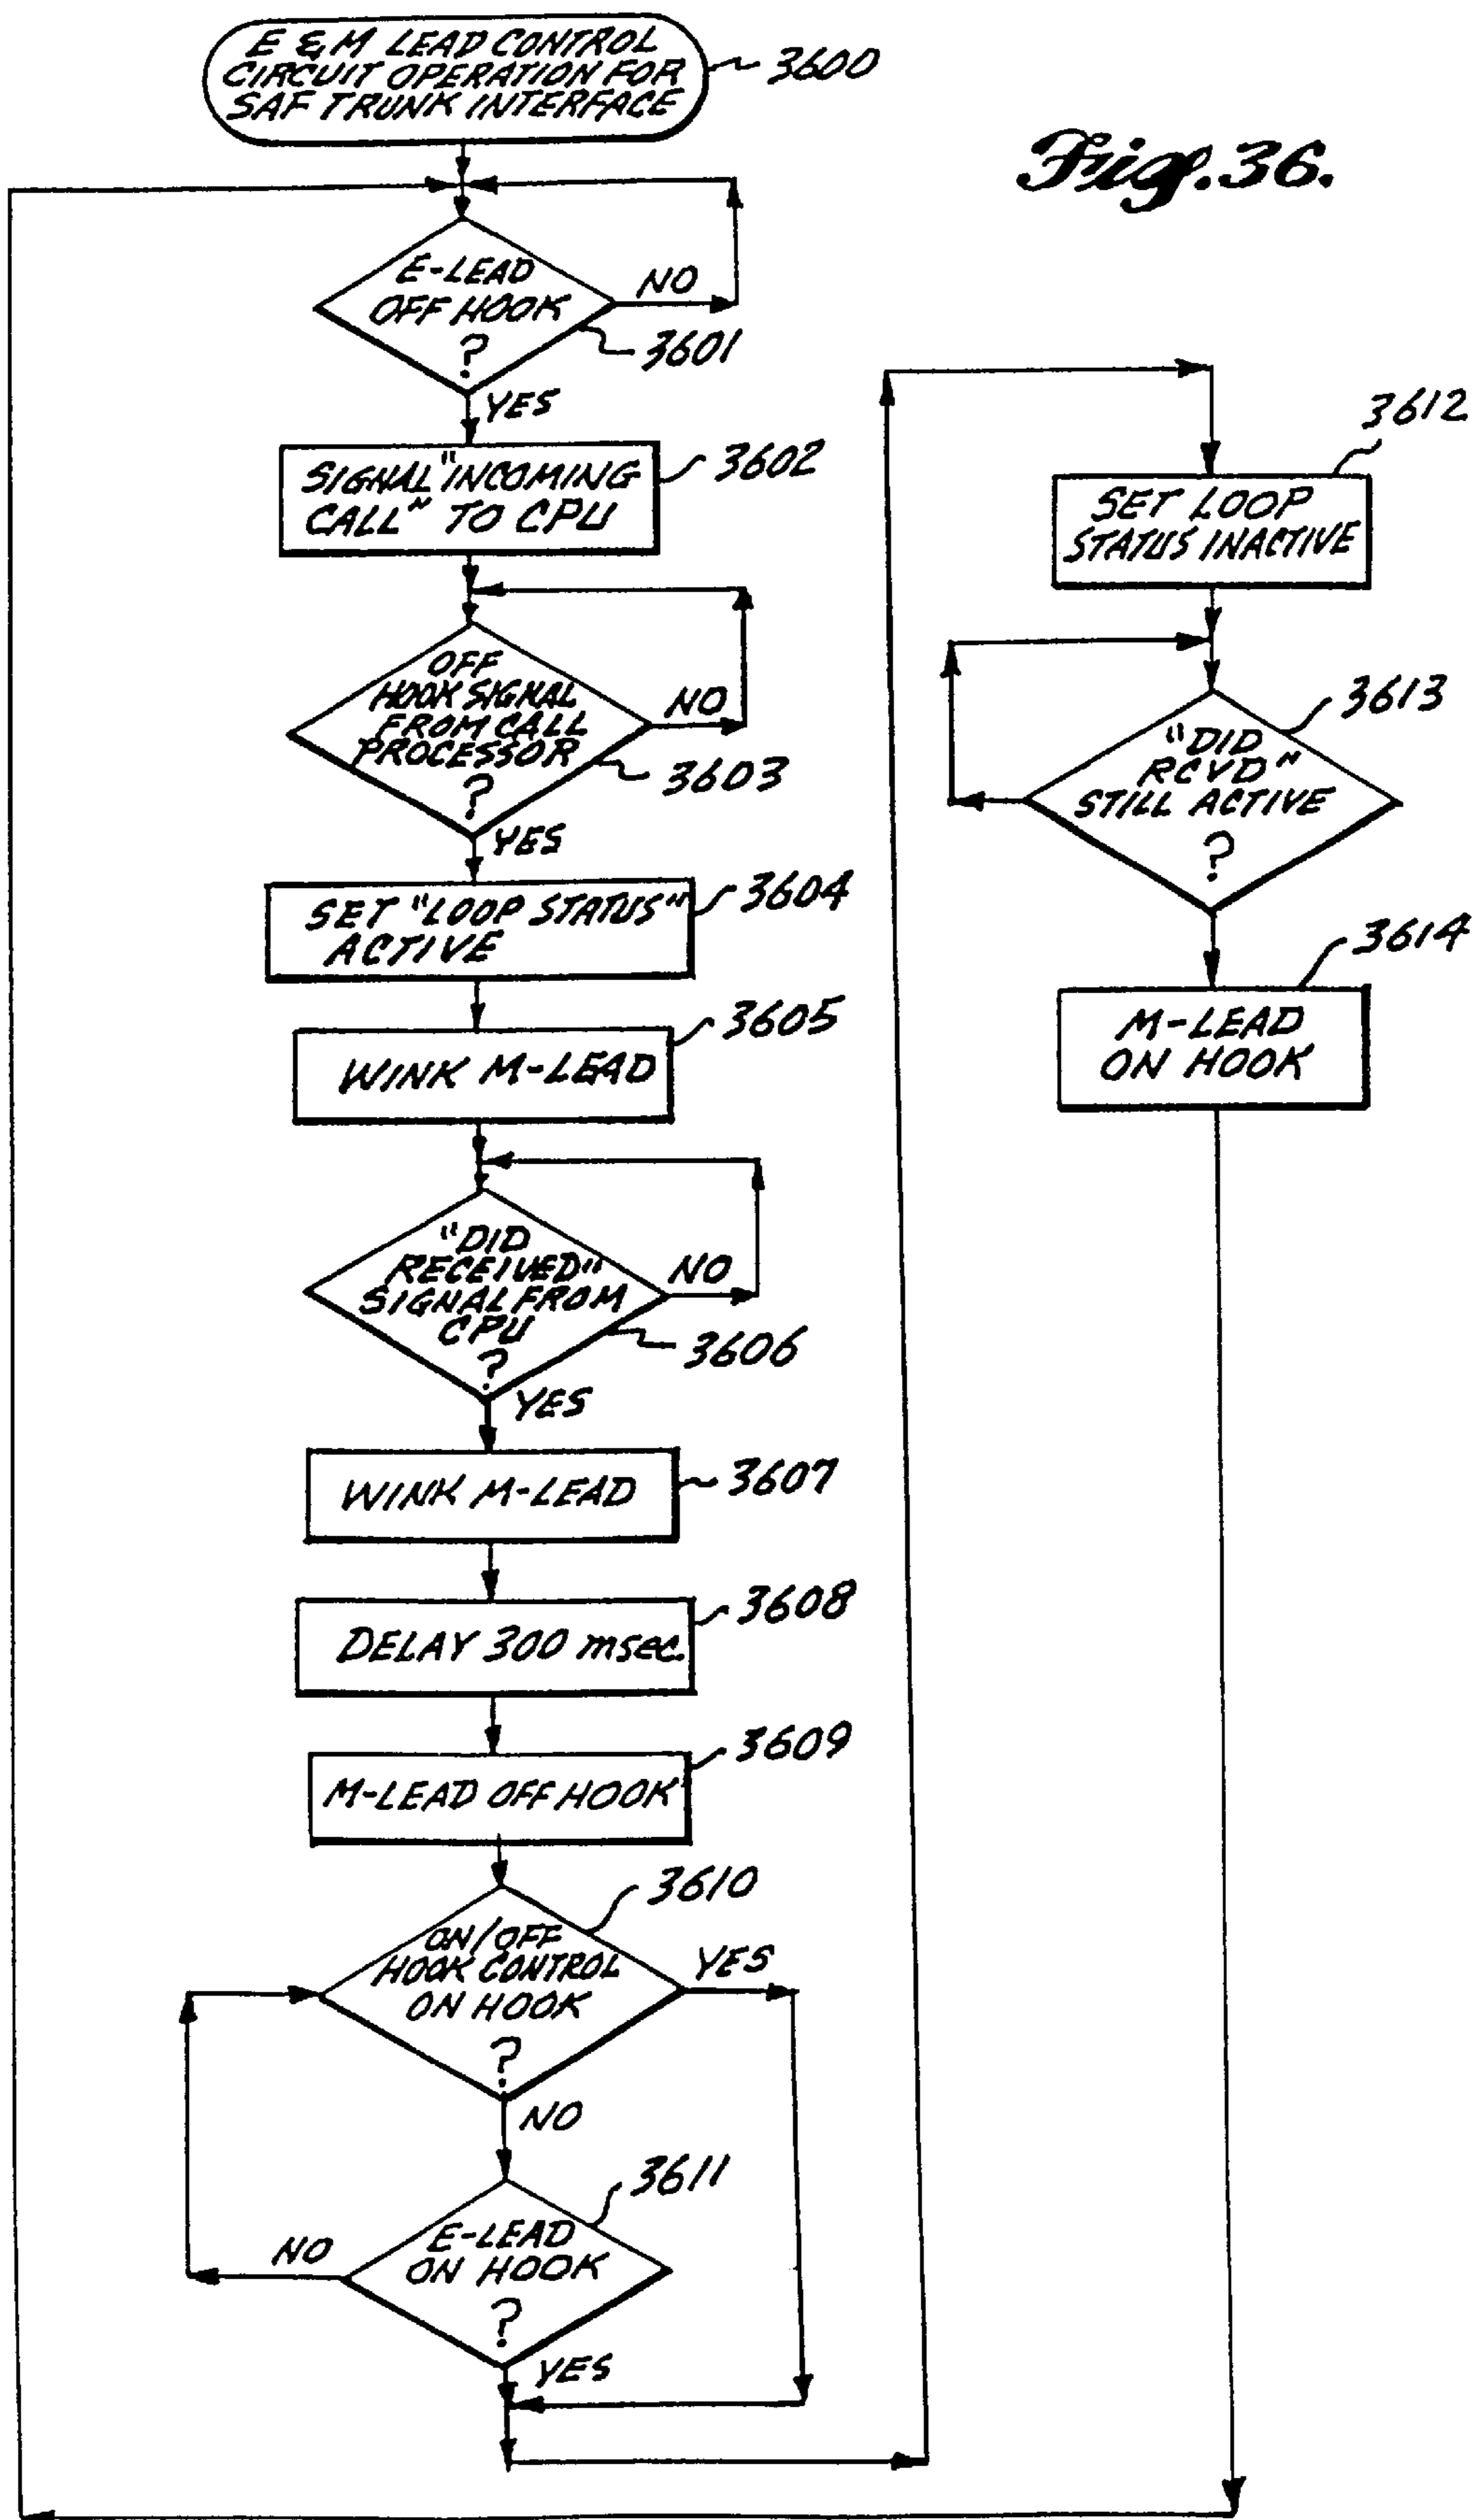 E & M LEAD CONTROL
CIRCUIT OPERATION FOR
SAF TRUNK INTERFACE
3600
Fig. 36.
E-LEAD
OFF HOOK
?
NO
3601
YES
SIGNAL "INCOMING
CALL" TO CPU
3602
OFF
HOOK SIGNAL
FROM CALL
PROCESSOR
?
NO
3603
YES
SET "LOOP STATUS"
ACTIVE
3604
WINK M-LEAD
3605
"DID
RECEIVED"
SIGNAL FROM
CPU
?
NO
3606
YES
WINK M-LEAD
3607
DELAY 300 msec.
3608
M-LEAD OFF HOOK
3609
ON/OFF
HOOK CONTROL
ON HOOK
?
3610
YES
NO
E-LEAD
ON HOOK
?
3611
NO
YES
SET LOOP
STATUS INACTIVE
3612
"DID
RCVD"
STILL ACTIVE
?
3613
M-LEAD
ON HOOK
3614